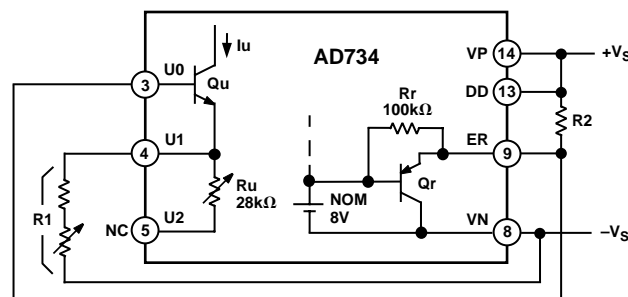 Iu
AD734
U0
3
Qu
VP
14
+VS
DD
13
Rr
100kΩ
R2
U1
4
ER
9
Ru
28kΩ
Qr
R1
NOM
8V
NC
5
U2
VN
8
–VS